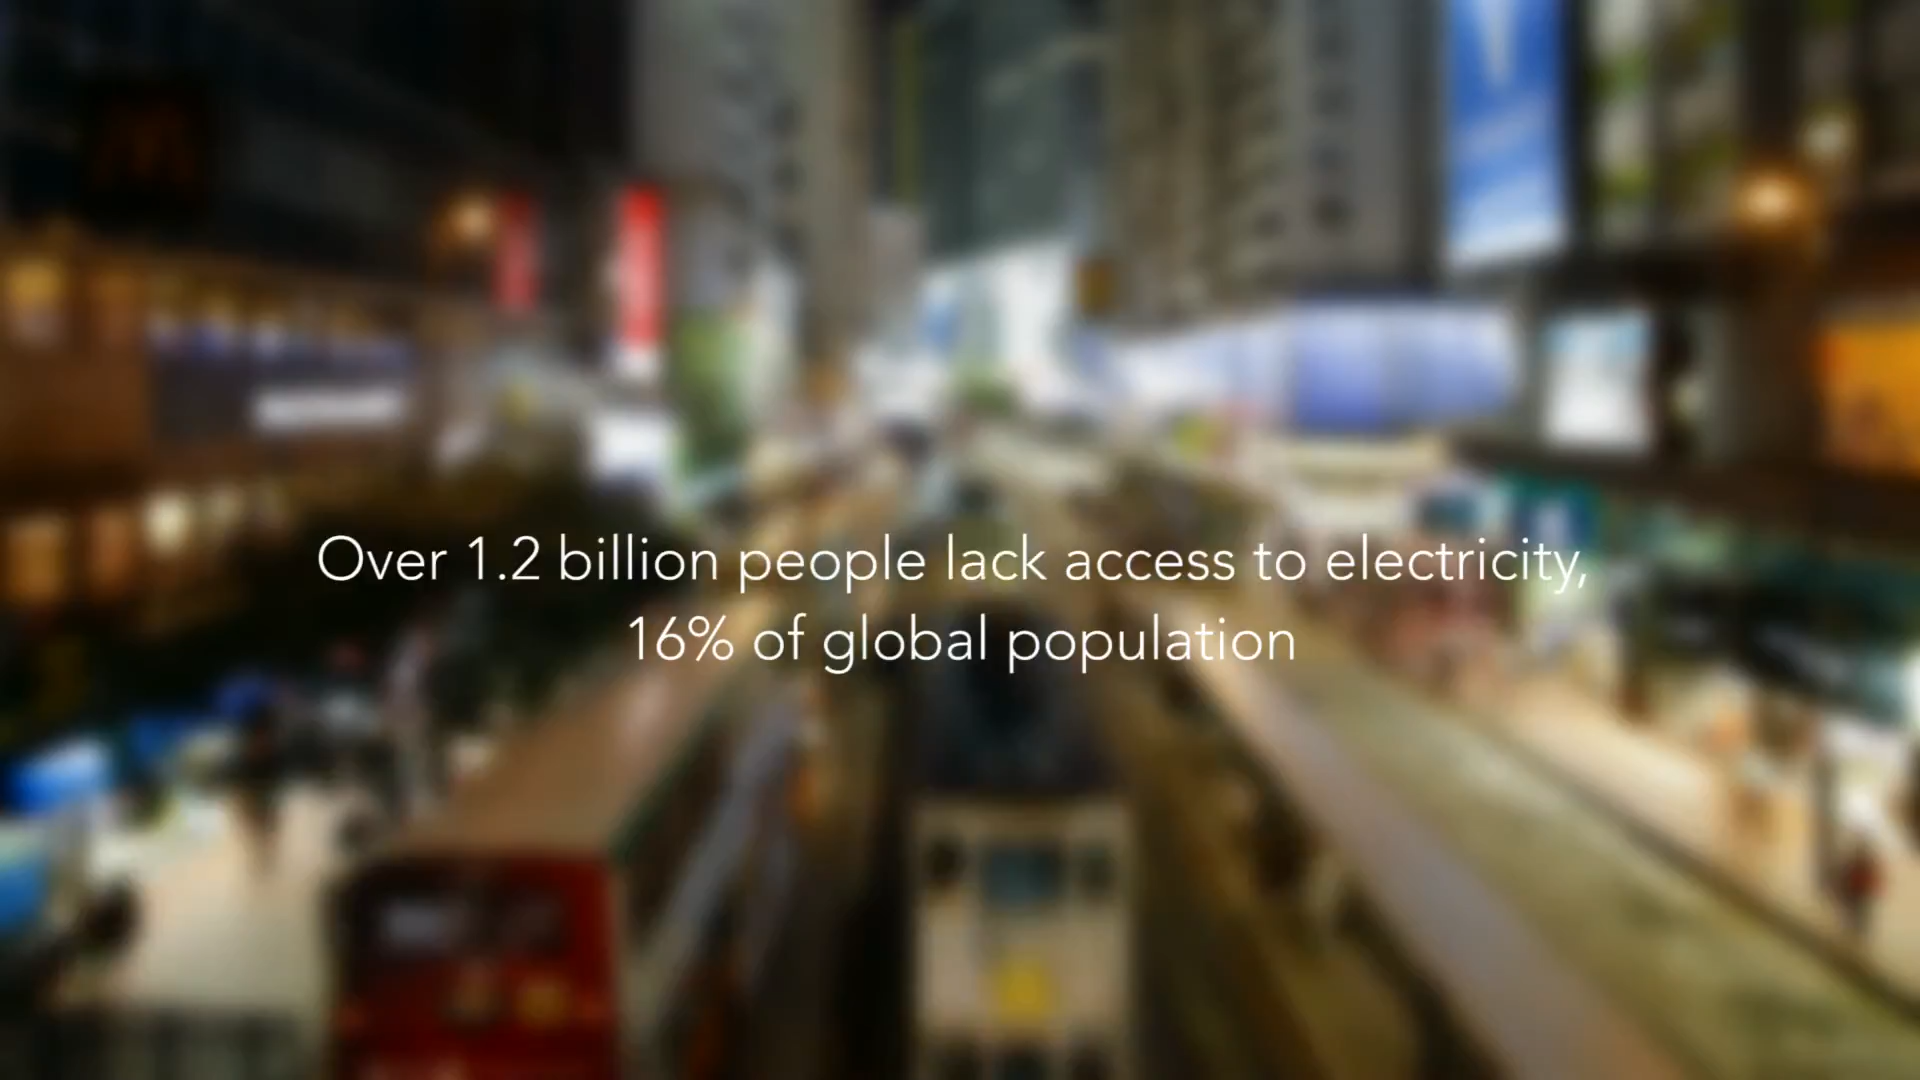 Over 1.2 billion people lack access to electricity,
16% of global population